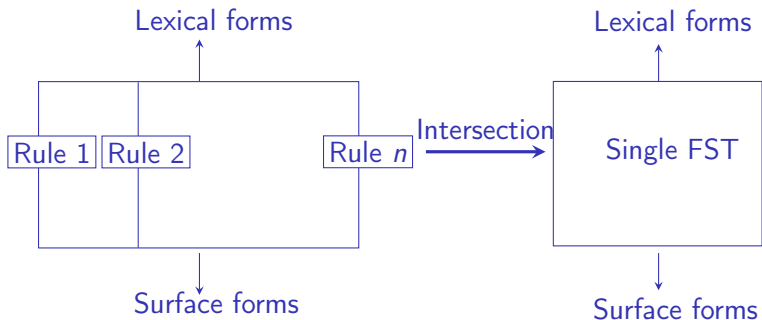 Lexical forms
Rule 1
Rule 2
Rule n
Surface forms
Intersection
Lexical forms
Single FST
Surface forms